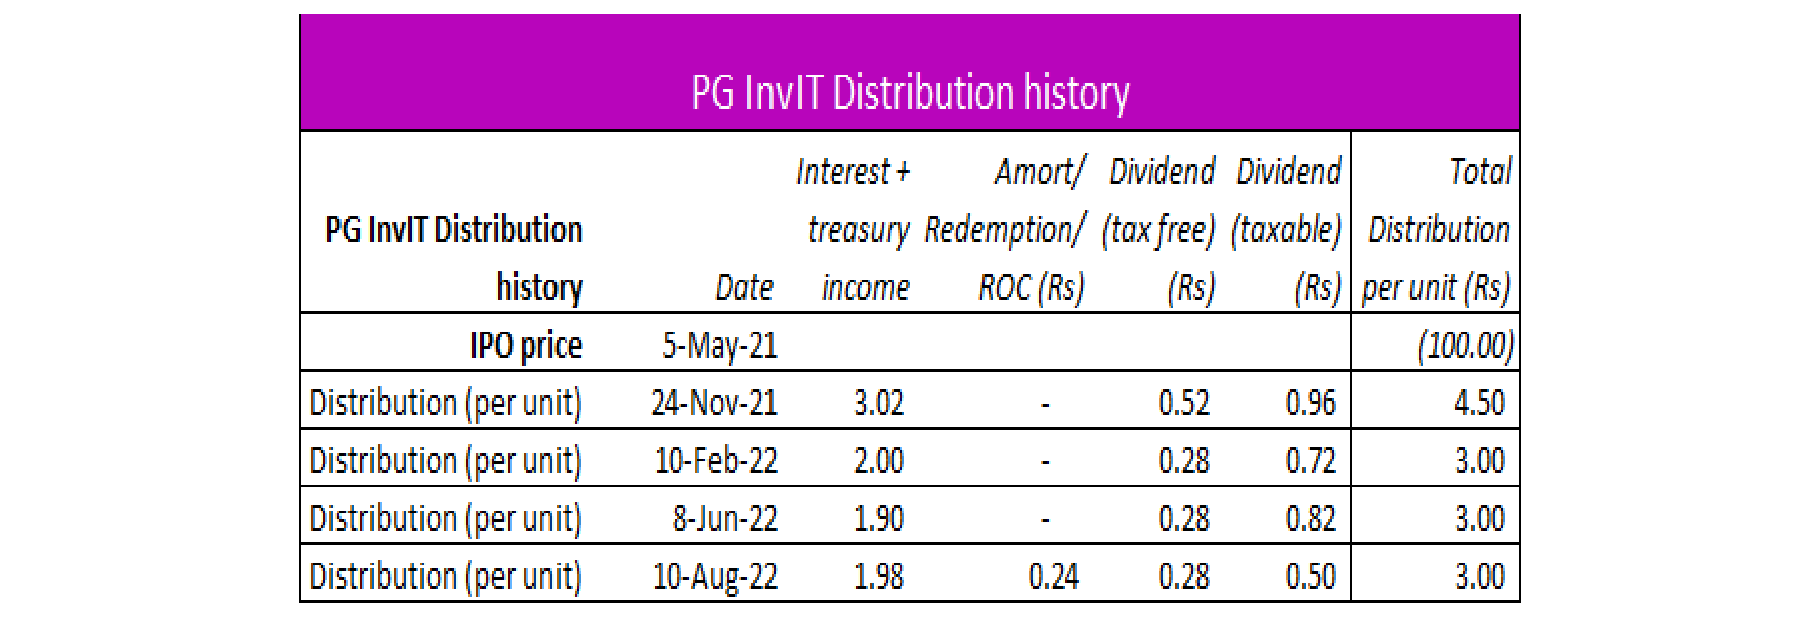 PG InvIT Distribution history
Interest + Amort/ Dividend Dividend Total
PG InvIT Distribution treasury Redemption/ (tax free) (taxable) Distribution
history Date income ROC (Rs) (Rs) (Rs) per unit (Rs)
IPO price 5-May-21 (100.00)
Distribution (per unit) 24-Nov-21 3.02 - 0.52 0.96 4.50
Distribution (per unit) 10-Feb-22 2.00 - 0.28 0.72 3.00
Distribution (per unit) 8-Jun-22 1.90 - 0.28 0.82 3.00
Distribution (per unit) 10-Aug-22 1.98 0.24 0.28 0.50 3.00